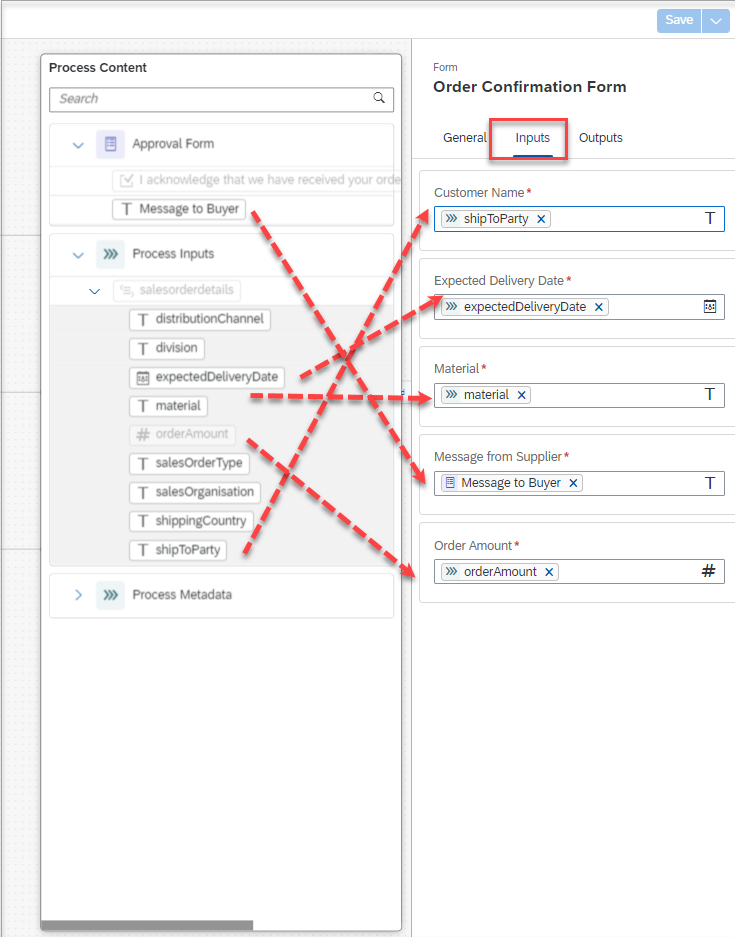 Save
Process Content
Search
Approval Form
I acknowledge that we have received your orde
Message to Buyer
Process Inputs
salesorderdetails
distributionChannel
division
expectedDeliveryDate
material
orderAmount
salesOrderType
salesOrganisation
shippingCountry
shipToParty
Process Metadata
Form
Order Confirmation Form
General Inputs Outputs
Customer Name*
shipToParty
Expected Delivery Date*
expectedDeliveryDate
Material*
material
Message from Supplier*
Message to Buyer
Order Amount*
orderAmount